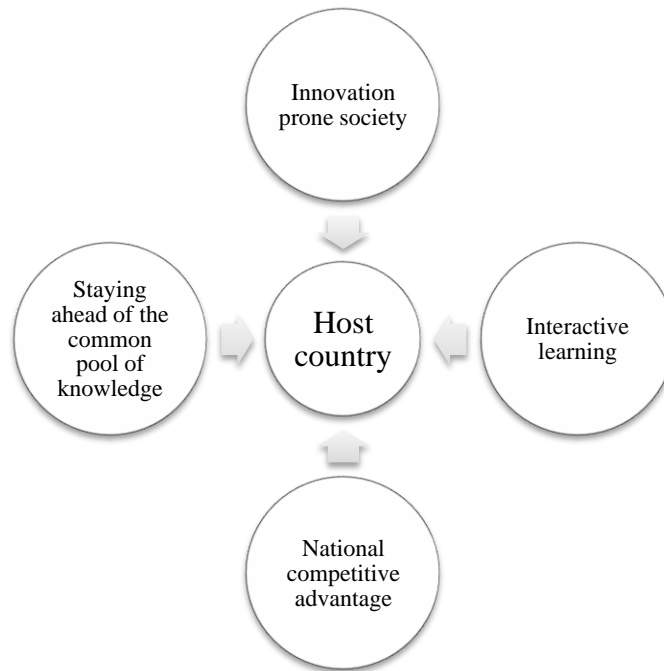 Innovation
prone society
Staying
ahead of the
common
pool of
knowledge
Host
country
Interactive
learning
National
competitive
advantage